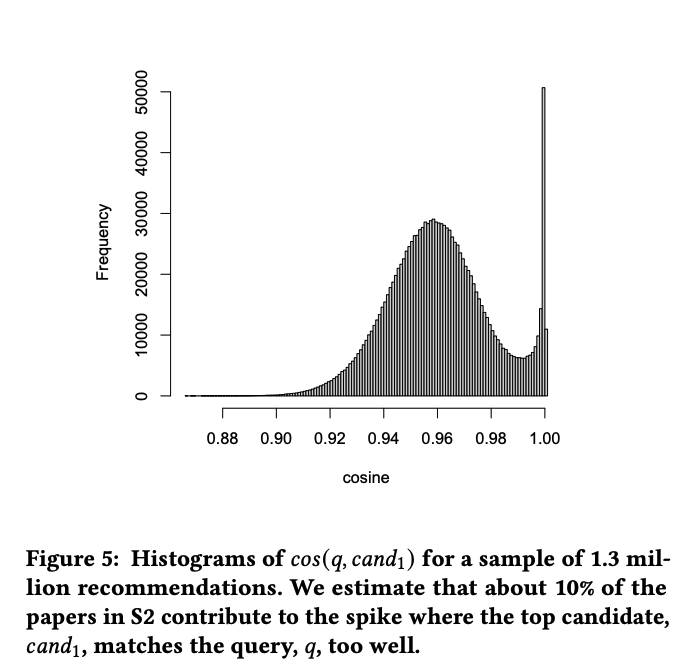 50000
40000
30000
20000
10000
0
Frequency
0.88 0.90 0.92 0.94 0.96 0.98 1.00
cosine
Figure 5: Histograms of cos(q, cand₁) for a sample of 1.3 mil-
lion recommendations. We estimate that about 10% of the
papers in S2 contribute to the spike where the top candidate,
cand₁, matches the query, q, too well.